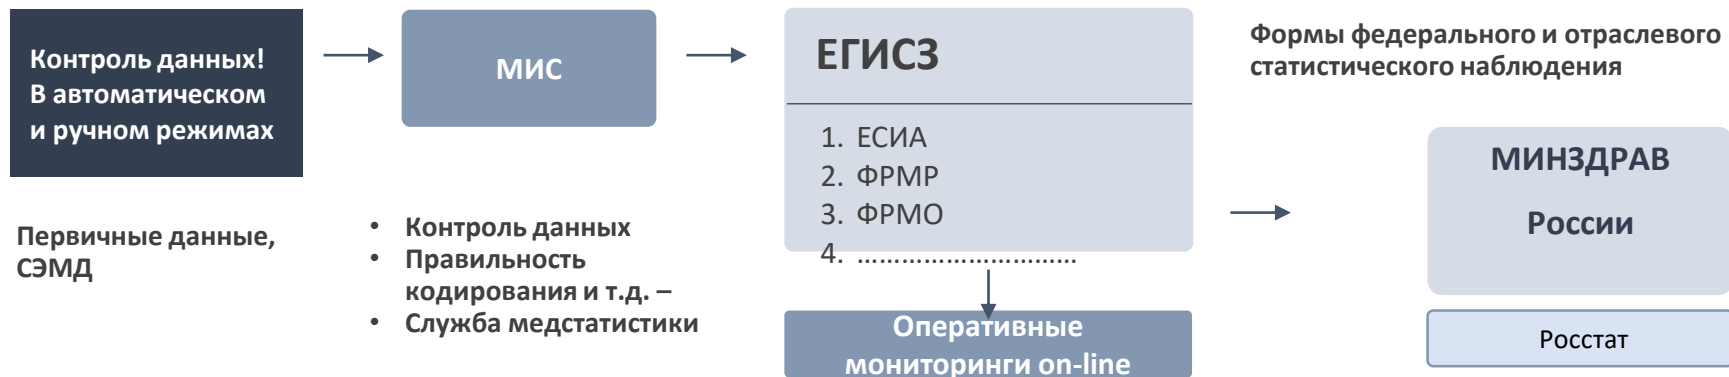 Контроль данных!
В автоматическом
и ручном режимах
Первичные данные,
СЭМД
МИС
• Контроль данных
• Правильность
кодирования и т.д. –
• Служба медстатистики
ЕГИСЗ
1. ЕСИА
2. ФРМР
3. ФРМО
4. …………………………
Оперативные
мониторинги on-line
Формы федерального и отраслевого
статистического наблюдения
МИНЗДРАВ
России
Росстат